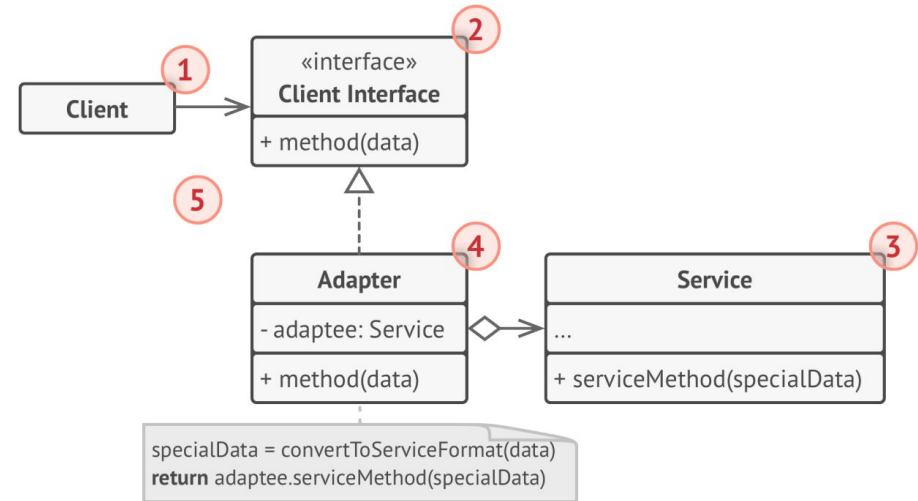 1
Client
2
«interface»
Client Interface
+ method(data)
5
4
Adapter
- adaptee: Service
+ method(data)
3
Service
...
+ serviceMethod(specialData)
specialData = convertToServiceFormat(data)
return adaptee.serviceMethod(specialData)